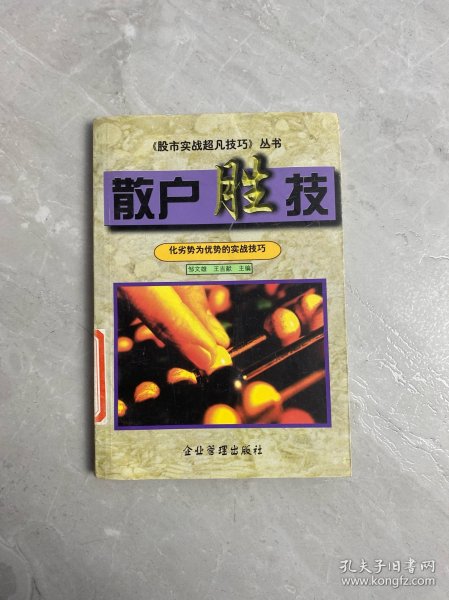 《股市实战超凡技巧》丛书
散户胜技
化劣势为优势的实战技巧
邹文雄 王吉献 主编
企业管理出版社
孔夫子旧书网
www.kongfz.com